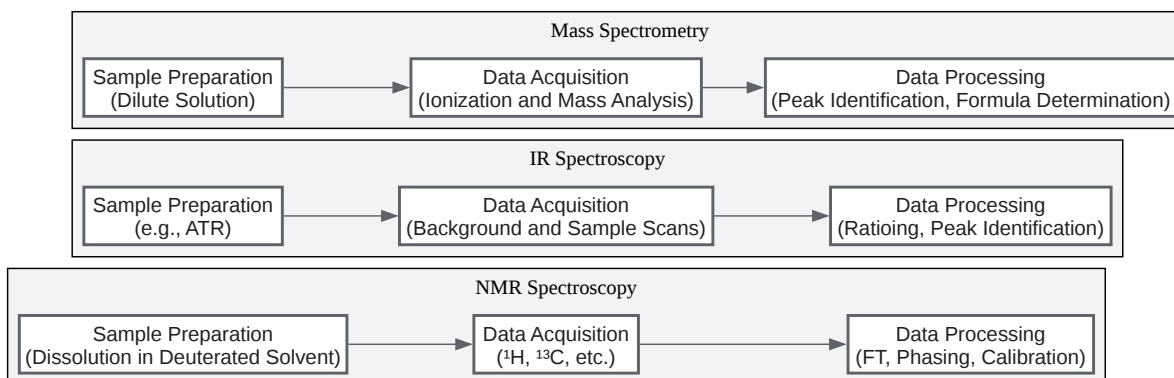 Mass Spectrometry
Sample Preparation
(Dilute Solution)
Data Acquisition
(Ionization and Mass Analysis)
Data Processing
(Peak Identification, Formula Determination)
IR Spectroscopy
Sample Preparation
(e.g., ATR)
Data Acquisition
(Background and Sample Scans)
Data Processing
(Ratioing, Peak Identification)
NMR Spectroscopy
Sample Preparation
(Dissolution in Deuterated Solvent)
Data Acquisition
(¹H, ¹³C, etc.)
Data Processing
(FT, Phasing, Calibration)